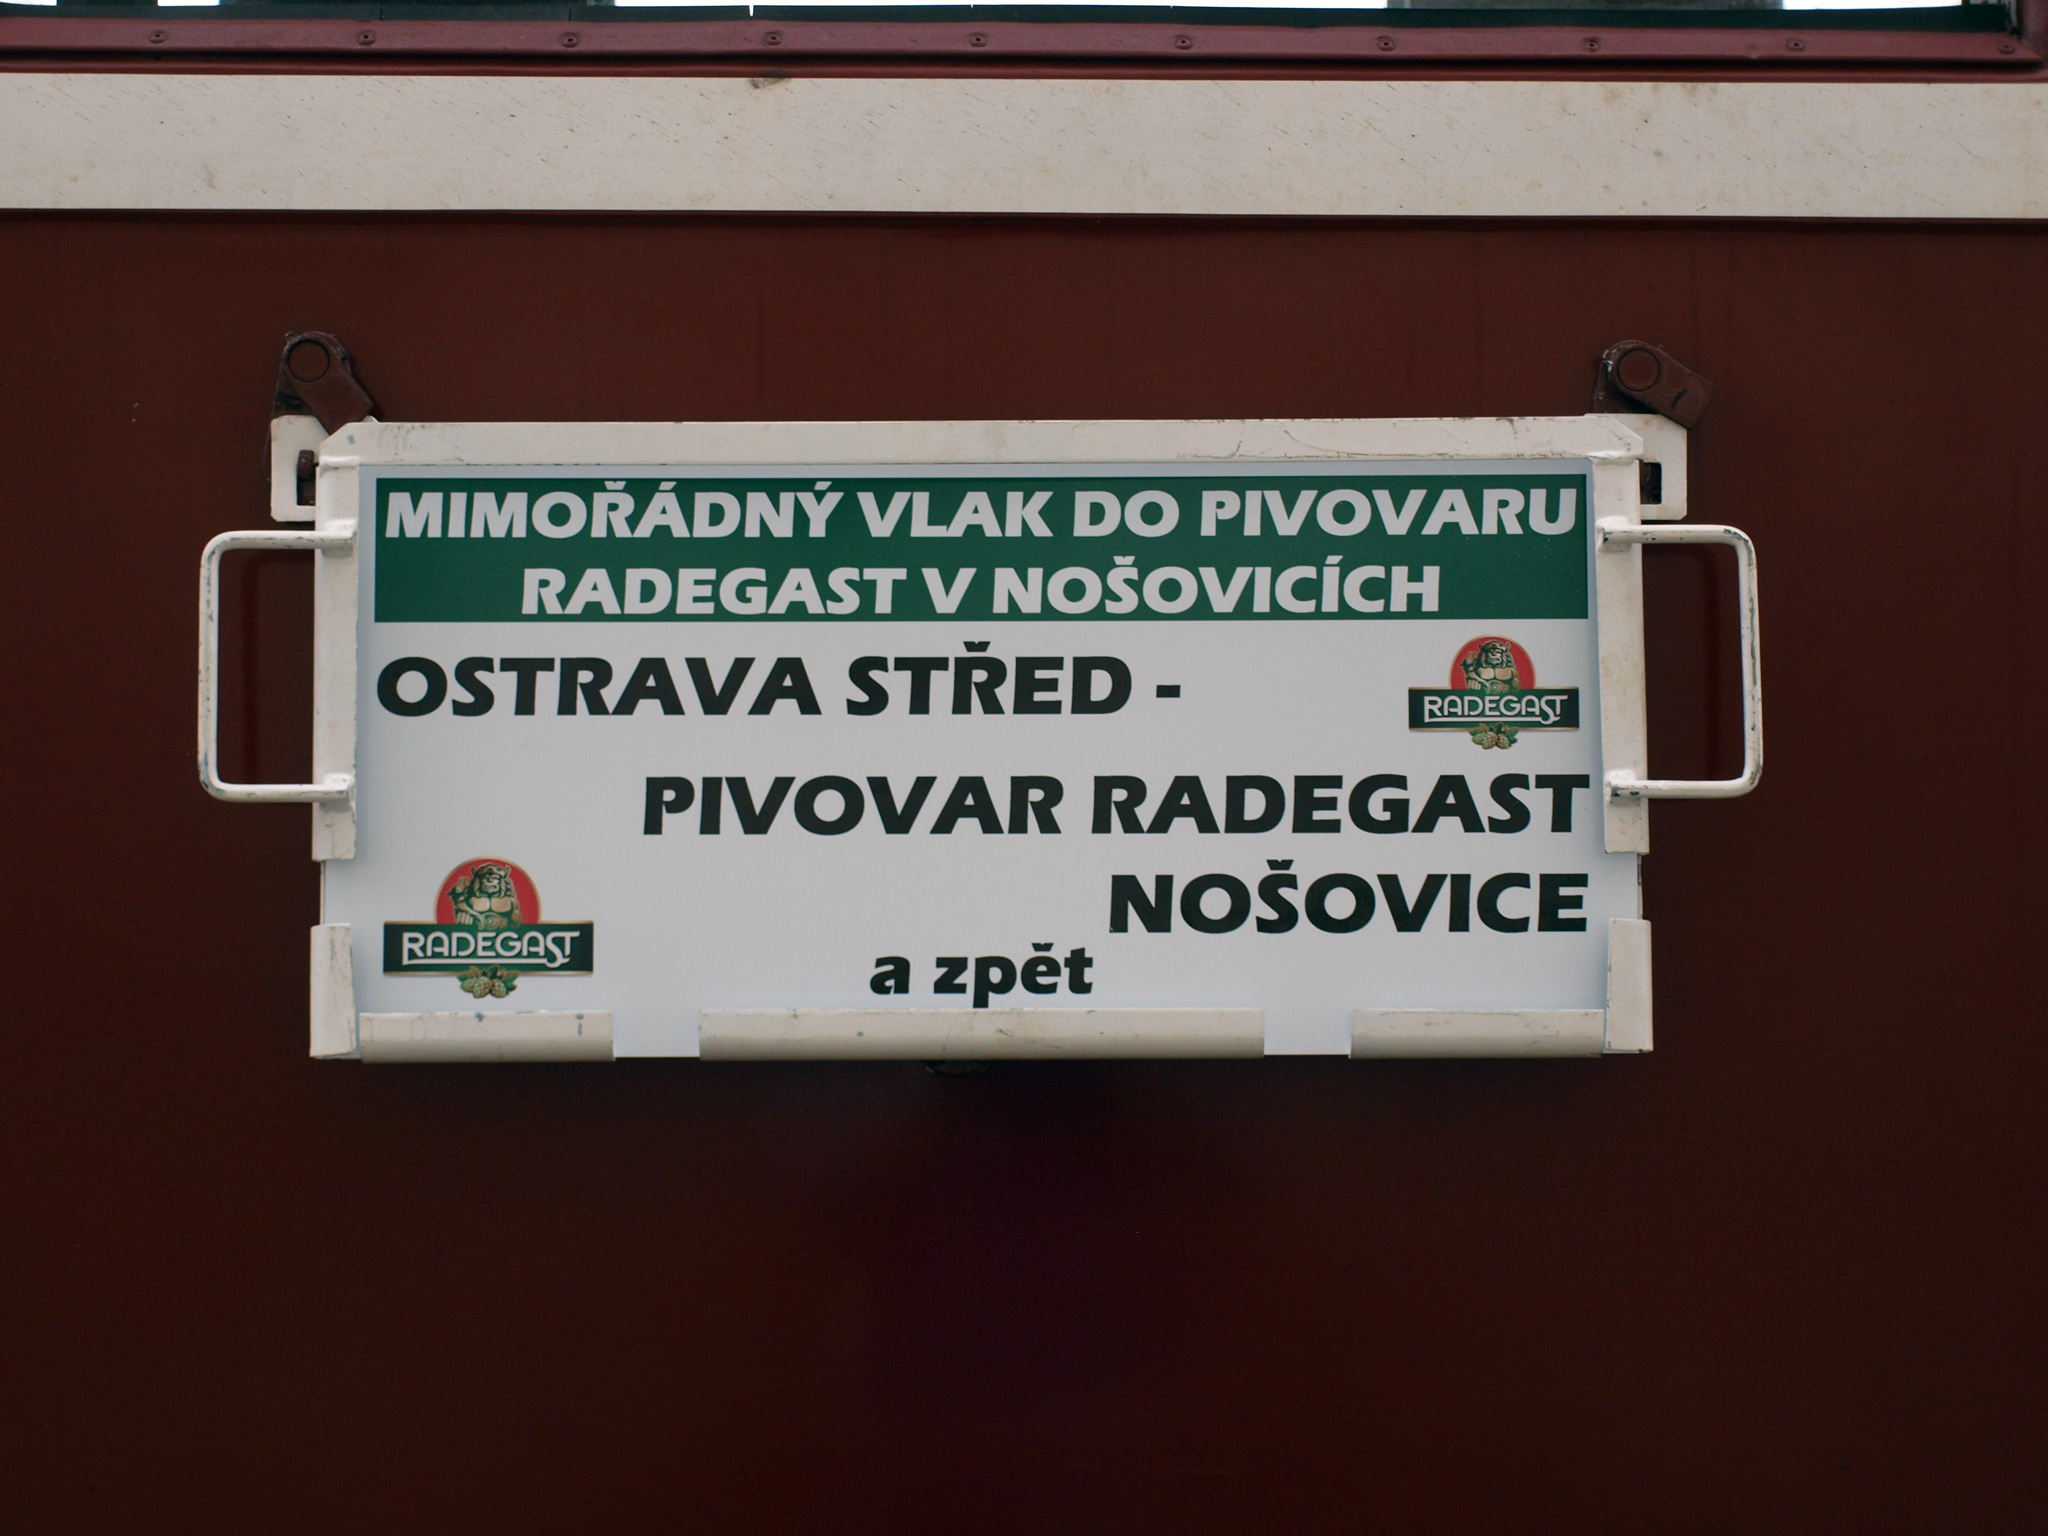 MIMOŘÁDNÝ VLAK DO PIVOVARU
RADEGAST V NOŠOVICÍCH
OSTRAVA STŘED -
RADEGAST
PIVOVAR RADEGAST
NOŠOVICE
RADEGAST
a zpět